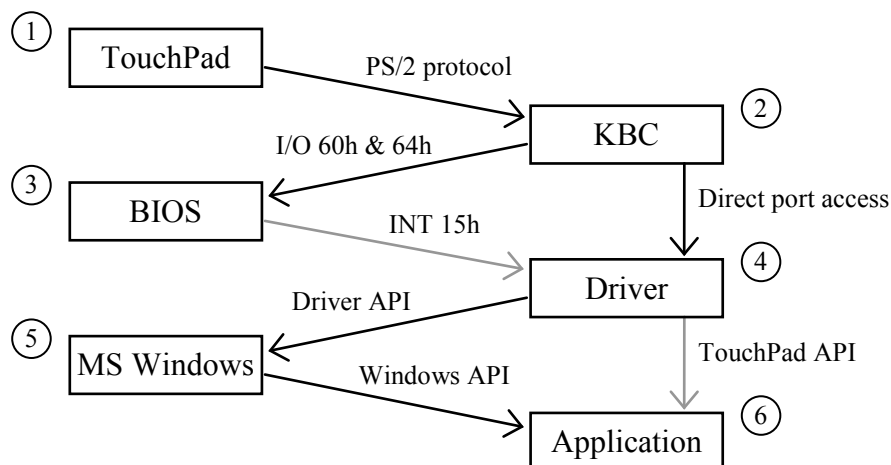 1
TouchPad
PS/2 protocol
2
KBC
I/O 60h & 64h
3
BIOS
Direct port access
INT 15h
4
Driver
Driver API
5
MS Windows
TouchPad API
Windows API
6
Application